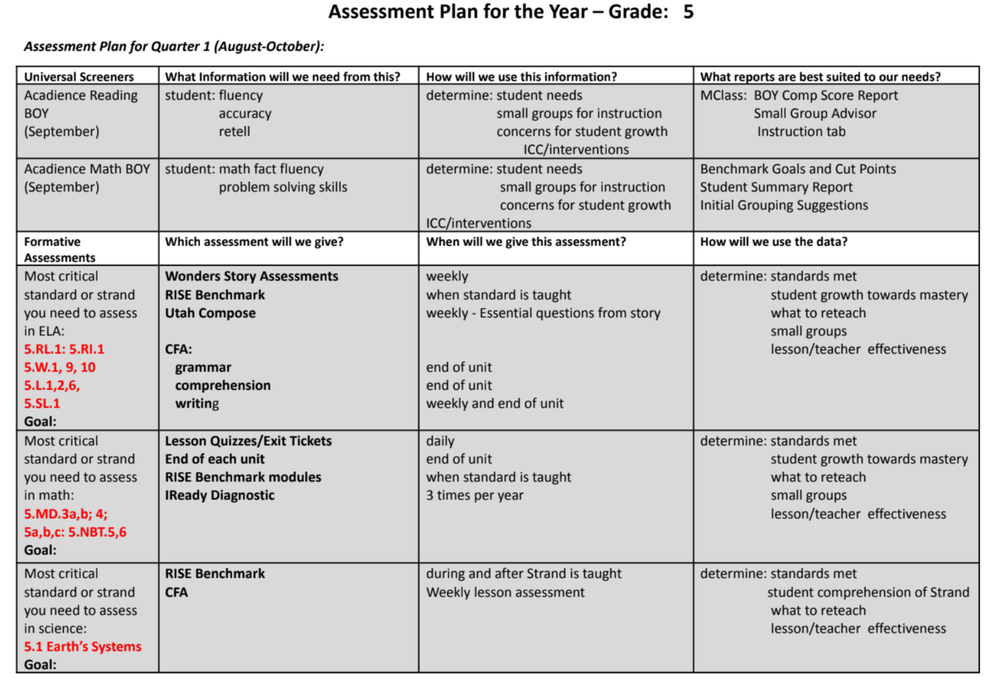 Assessment Plan for the Year – Grade: 5
Assessment Plan for Quarter 1 (August-October):
Universal Screeners
What Information will we need from this?
How will we use this information?
What reports are best suited to our needs?
Acadience Reading
BOY
(September)
student: fluency
accuracy
retell
determine: student needs
small groups for instruction
concerns for student growth
ICC/interventions
MClass: BOY Comp Score Report
Small Group Advisor
Instruction tab
Acadience Math BOY
(September)
student: math fact fluency
problem solving skills
determine: student needs
small groups for instruction
concerns for student growth
ICC/interventions
Benchmark Goals and Cut Points
Student Summary Report
Initial Grouping Suggestions
Formative
Assessments
Which assessment will we give?
When will we give this assessment?
How will we use the data?
Most critical
standard or strand
you need to assess
in ELA:
5.RL.1: 5.RI.1
5.W.1, 9, 10
5.L.1,2,6,
5.SL.1
Goal:
Wonders Story Assessments
RISE Benchmark
Utah Compose
CFA:
grammar
comprehension
writing
weekly
when standard is taught
weekly - Essential questions from story
end of unit
end of unit
weekly and end of unit
determine: standards met
student growth towards mastery
what to reteach
small groups
lesson/teacher effectiveness
Most critical
standard or strand
you need to assess
in math:
5.MD.3a,b; 4;
5a,b,c: 5.NBT.5,6
Goal:
Lesson Quizzes/Exit Tickets
End of each unit
RISE Benchmark modules
IReady Diagnostic
daily
end of unit
when standard is taught
3 times per year
determine: standards met
student growth towards mastery
what to reteach
small groups
lesson/teacher effectiveness
Most critical
standard or strand
you need to assess
in science:
5.1 Earth's Systems
Goal:
RISE Benchmark
CFA
during and after Strand is taught
Weekly lesson assessment
determine: standards met
student comprehension of Strand
what to reteach
lesson/teacher effectiveness